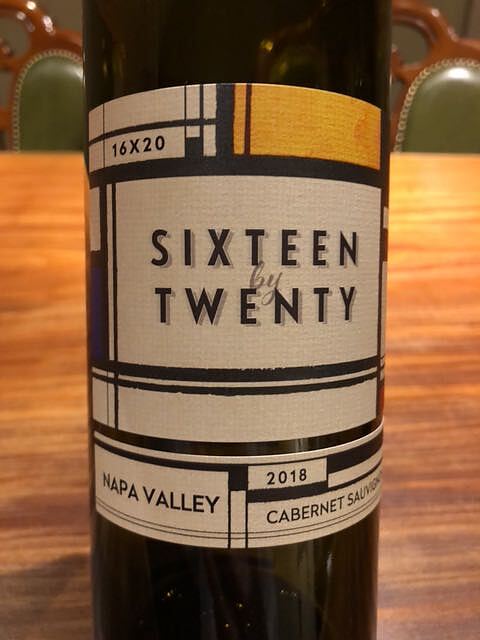 16X20
SIXTEEN
by
TWENTY
2018
NAPA VALLEY
CABERNET